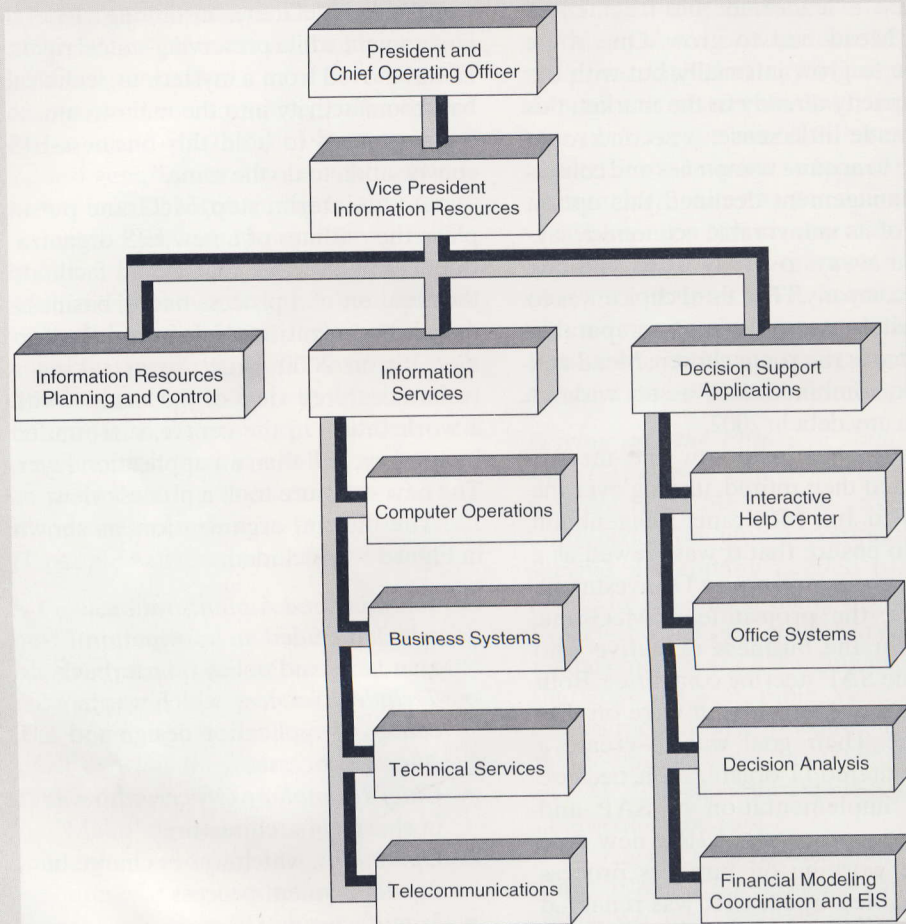 President and
Chief Operating Officer
Vice President
Information Resources
Information Resources
Planning and Control
Information
Services
Decision Support
Applications
Computer Operations
Business Systems
Technical Services
Telecommunications
Interactive
Help Center
Office Systems
Decision Analysis
Financial Modeling
Coordination and EIS